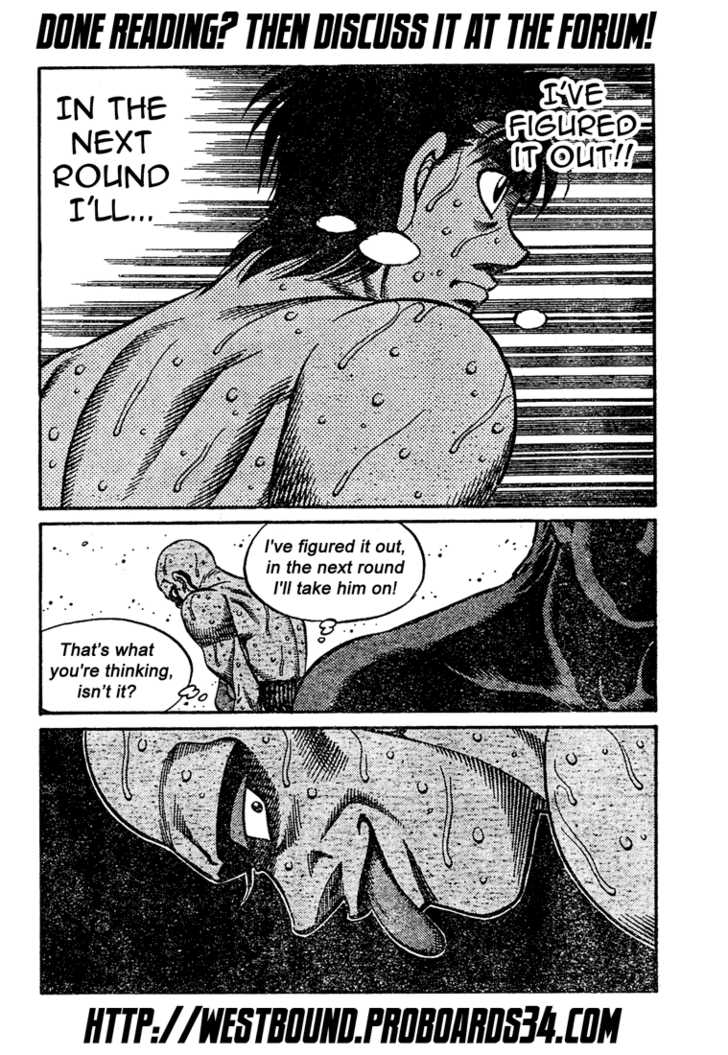 DONE READING? THEN DISCUSS IT AT THE FORUM!
I'VE
FIGURED
IT OUT!!
IN THE
NEXT
ROUND
I'LL...
I've figured it out,
in the next round
I'll take him on!
That's what
you're thinking,
isn't it?
HTTP://WESTBOUND.PROBOARDS34.COM